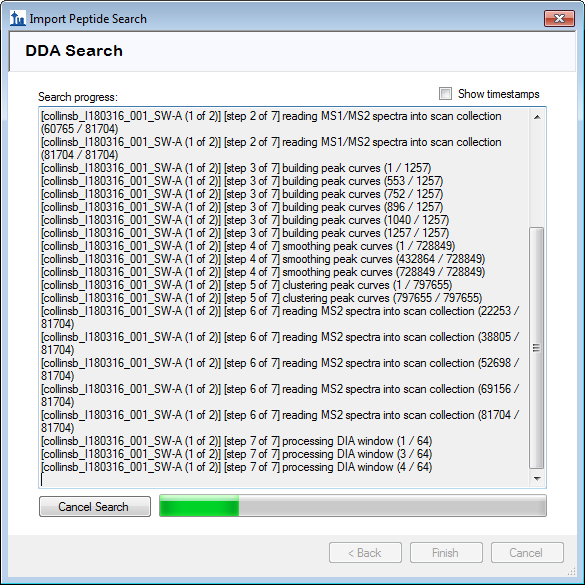 Import Peptide Search
DDA Search
Search progress:
Show timestamps
[collinsb_I180316_001_SW-A (1 of 2)] [step 2 of 7] reading MS1/MS2 spectra into scan collection
(60765 / 81704)
[collinsb_I180316_001_SW-A (1 of 2)] [step 2 of 7] reading MS1/MS2 spectra into scan collection
(81704 / 81704)
[collinsb_I180316_001_SW-A (1 of 2)] [step 3 of 7] building peak curves (1 / 1257)
[collinsb_I180316_001_SW-A (1 of 2)] [step 3 of 7] building peak curves (553 / 1257)
[collinsb_I180316_001_SW-A (1 of 2)] [step 3 of 7] building peak curves (752 / 1257)
[collinsb_I180316_001_SW-A (1 of 2)] [step 3 of 7] building peak curves (896 / 1257)
[collinsb_I180316_001_SW-A (1 of 2)] [step 3 of 7] building peak curves (1040 / 1257)
[collinsb_I180316_001_SW-A (1 of 2)] [step 3 of 7] building peak curves (1257 / 1257)
[collinsb_I180316_001_SW-A (1 of 2)] [step 4 of 7] smoothing peak curves (1 / 728849)
[collinsb_I180316_001_SW-A (1 of 2)] [step 4 of 7] smoothing peak curves (432864 / 728849)
[collinsb_I180316_001_SW-A (1 of 2)] [step 4 of 7] smoothing peak curves (728849 / 728849)
[collinsb_I180316_001_SW-A (1 of 2)] [step 5 of 7] clustering peak curves (1 / 797655)
[collinsb_I180316_001_SW-A (1 of 2)] [step 5 of 7] clustering peak curves (797655 / 797655)
[collinsb_I180316_001_SW-A (1 of 2)] [step 6 of 7] reading MS2 spectra into scan collection (22253 /
81704)
[collinsb_I180316_001_SW-A (1 of 2)] [step 6 of 7] reading MS2 spectra into scan collection (38805 /
81704)
[collinsb_I180316_001_SW-A (1 of 2)] [step 6 of 7] reading MS2 spectra into scan collection (52698 /
81704)
[collinsb_I180316_001_SW-A (1 of 2)] [step 6 of 7] reading MS2 spectra into scan collection (69156 /
81704)
[collinsb_I180316_001_SW-A (1 of 2)] [step 6 of 7] reading MS2 spectra into scan collection (81704 /
81704)
[collinsb_I180316_001_SW-A (1 of 2)] [step 7 of 7] processing DIA window (1 / 64)
[collinsb_I180316_001_SW-A (1 of 2)] [step 7 of 7] processing DIA window (3 / 64)
[collinsb_I180316_001_SW-A (1 of 2)] [step 7 of 7] processing DIA window (4 / 64)
Cancel Search
< Back
Finish
Cancel